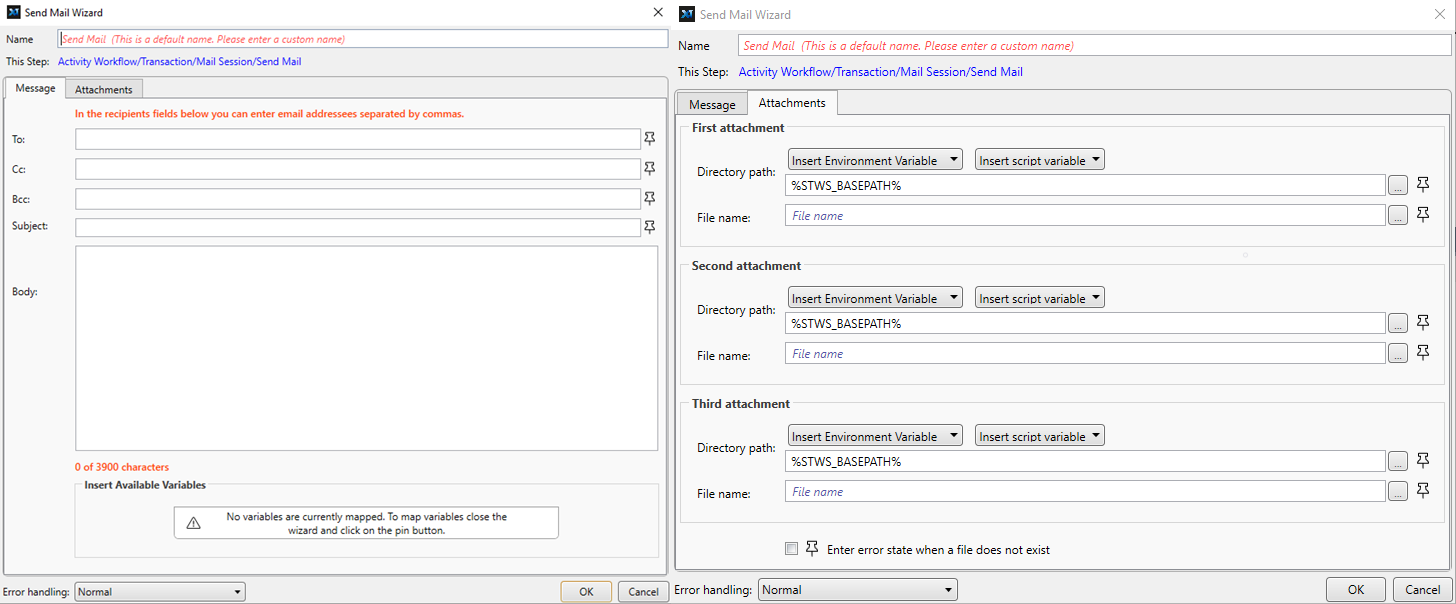 Send Mail Wizard
Name Send Mail (This is a default name. Please enter a custom name)
This Step: Activity Workflow/Transaction/Mail Session/Send Mail
Message Attachments
In the recipients fields below you can enter email addressees separated by commas.
To:
Cc:
Bcc:
Subject:
Body:
0 of 3900 characters
Insert Available Variables
No variables are currently mapped. To map variables close the
wizard and click on the pin button.
Error handling: Normal OK Cancel
Send Mail Wizard
Name Send Mail (This is a default name. Please enter a custom name)
This Step: Activity Workflow/Transaction/Mail Session/Send Mail
Message Attachments
First attachment
Insert Environment Variable Insert script variable
Directory path:
%STWS_BASEPATH% ...
File name: File name ...
Second attachment
Insert Environment Variable Insert script variable
Directory path:
%STWS_BASEPATH% ...
File name: File name ...
Third attachment
Insert Environment Variable Insert script variable
Directory path:
%STWS_BASEPATH% ...
File name: File name ...
Enter error state when a file does not exist
Error handling: Normal OK Cancel